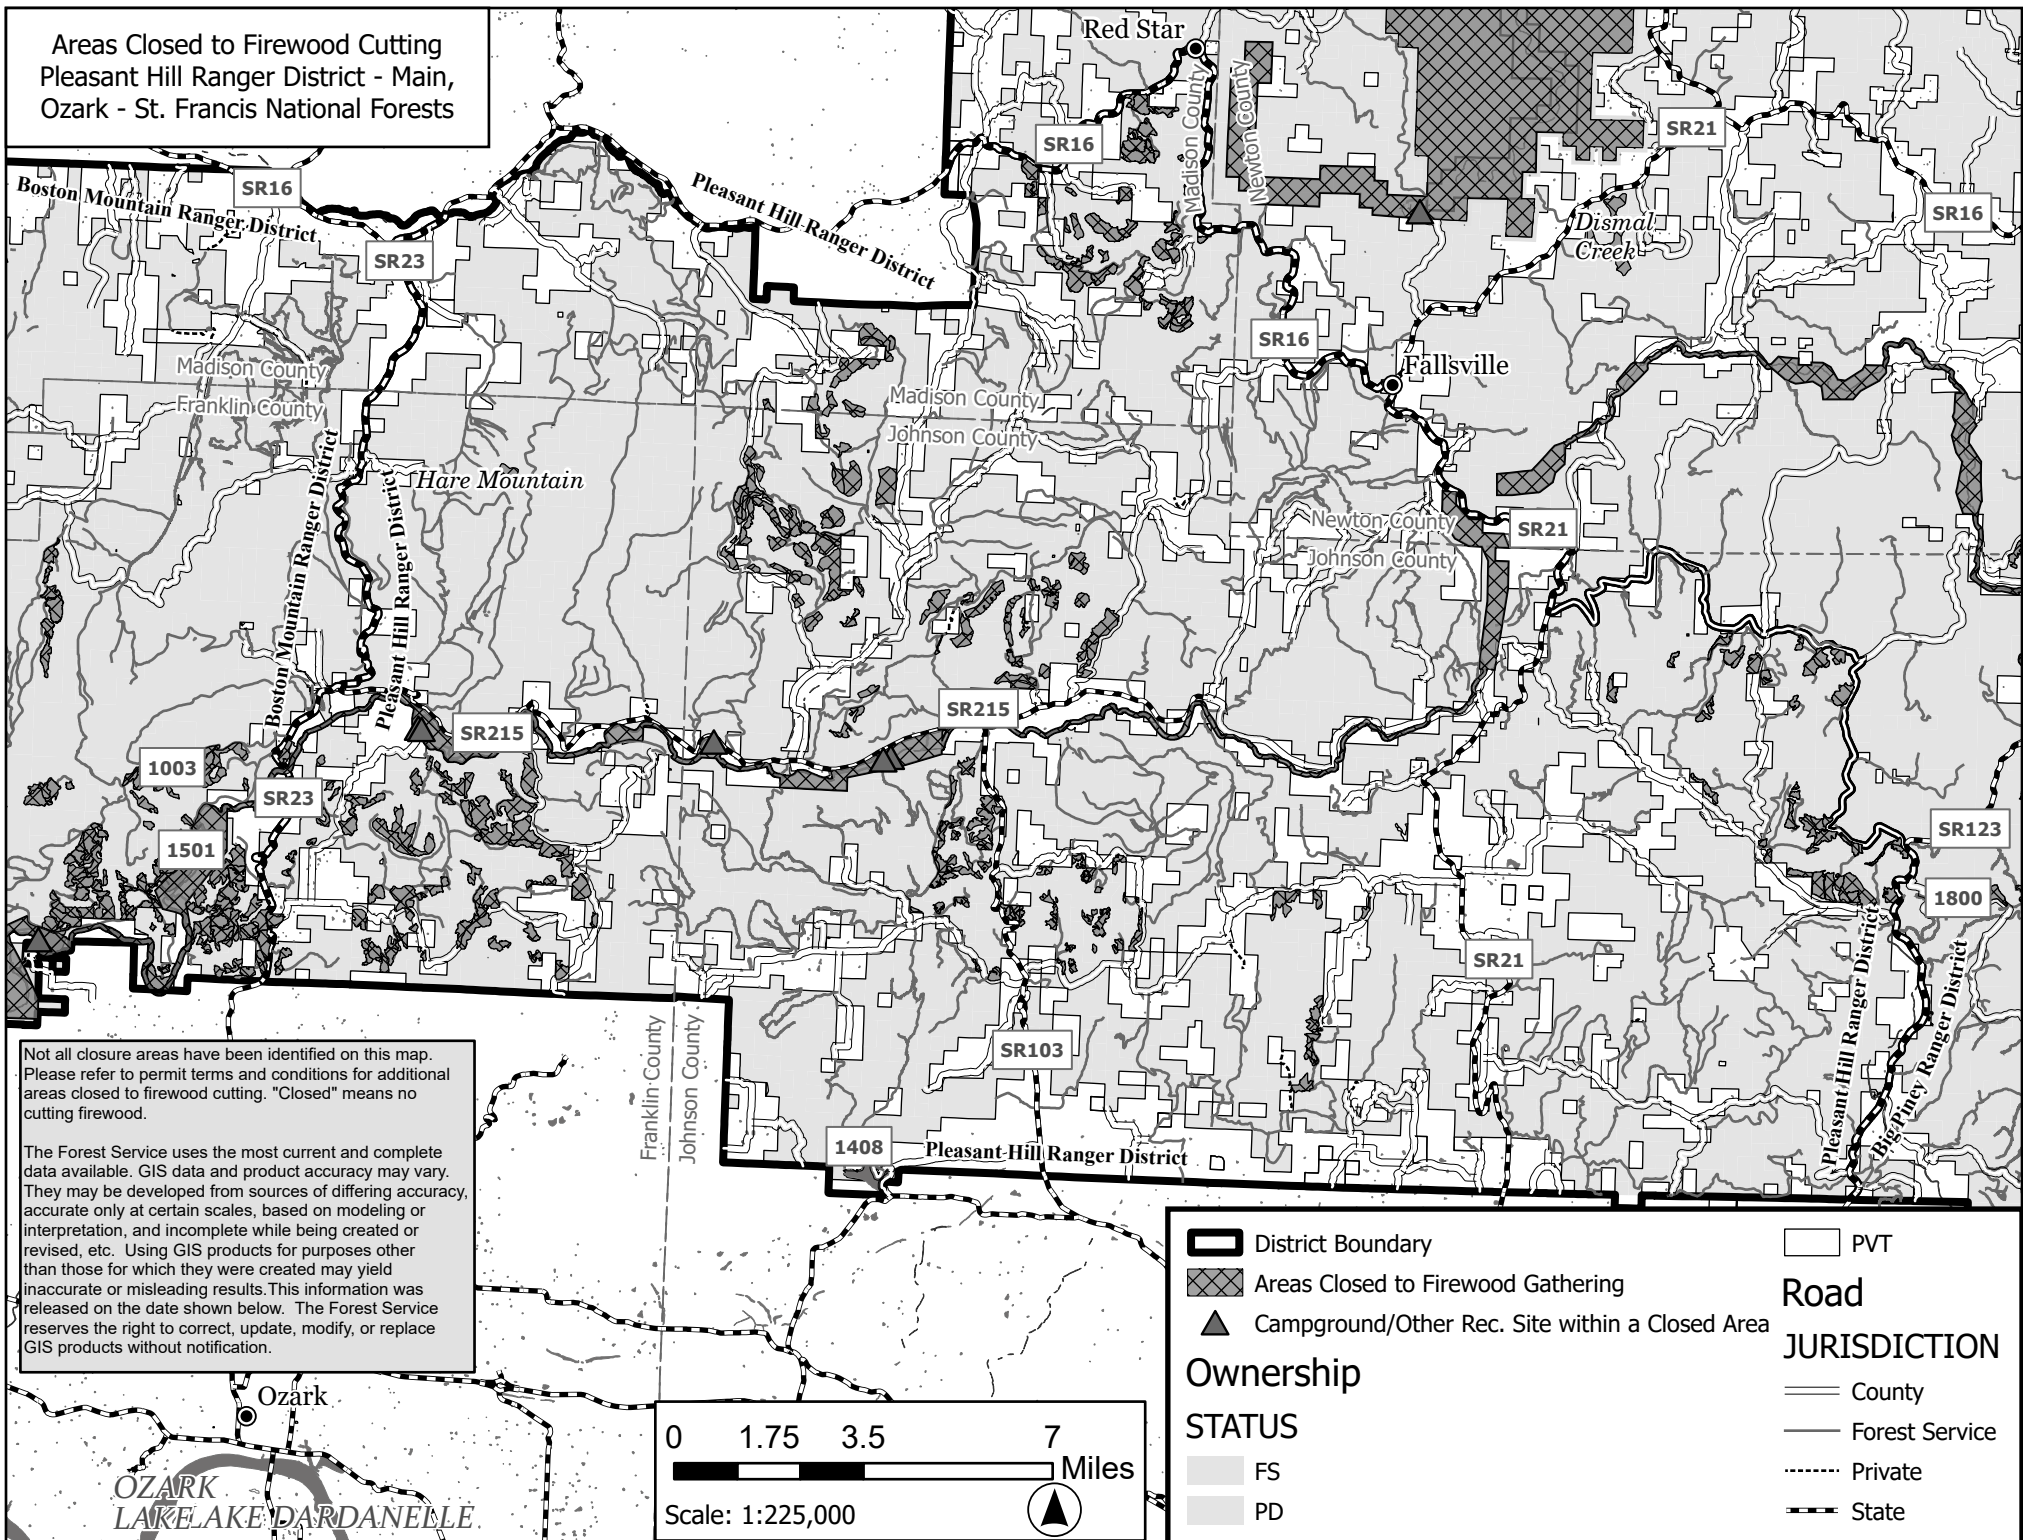 Areas Closed to Firewood Cutting
Pleasant Hill Ranger District - Main,
Ozark - St. Francis National Forests
Red Star
SR16
SR21
Madison County
Newton County
SR16
Boston Mountain Ranger District
Pleasant Hill Ranger District
SR16
SR23
Dismal
Creek
SR16
Fallsville
Madison County
Franklin County
Madison County
Johnson County
Hare Mountain
Boston Mountain Ranger District
Pleasant Hill Ranger District
Newton County
Johnson County
SR21
SR215
SR215
1003
SR23
1501
SR123
1800
SR21
SR103
Franklin County
Johnson County
1408
Pleasant Hill Ranger District
Pleasant Hill Ranger District
Big Piney Ranger District
Not all closure areas have been identified on this map.
Please refer to permit terms and conditions for additional
areas closed to firewood cutting. "Closed" means no
cutting firewood.
The Forest Service uses the most current and complete
data available. GIS data and product accuracy may vary.
They may be developed from sources of differing accuracy,
accurate only at certain scales, based on modeling or
interpretation, and incomplete while being created or
revised, etc. Using GIS products for purposes other
than those for which they were created may yield
inaccurate or misleading results.This information was
released on the date shown below. The Forest Service
reserves the right to correct, update, modify, or replace
GIS products without notification.
Ozark
OZARK
LAKE LAKE DARDANELLE
0 1.75 3.5 7
Miles
Scale: 1:225,000
District Boundary
Areas Closed to Firewood Gathering
Campground/Other Rec. Site within a Closed Area
Ownership
STATUS
FS
PD
PVT
Road
JURISDICTION
County
Forest Service
Private
State